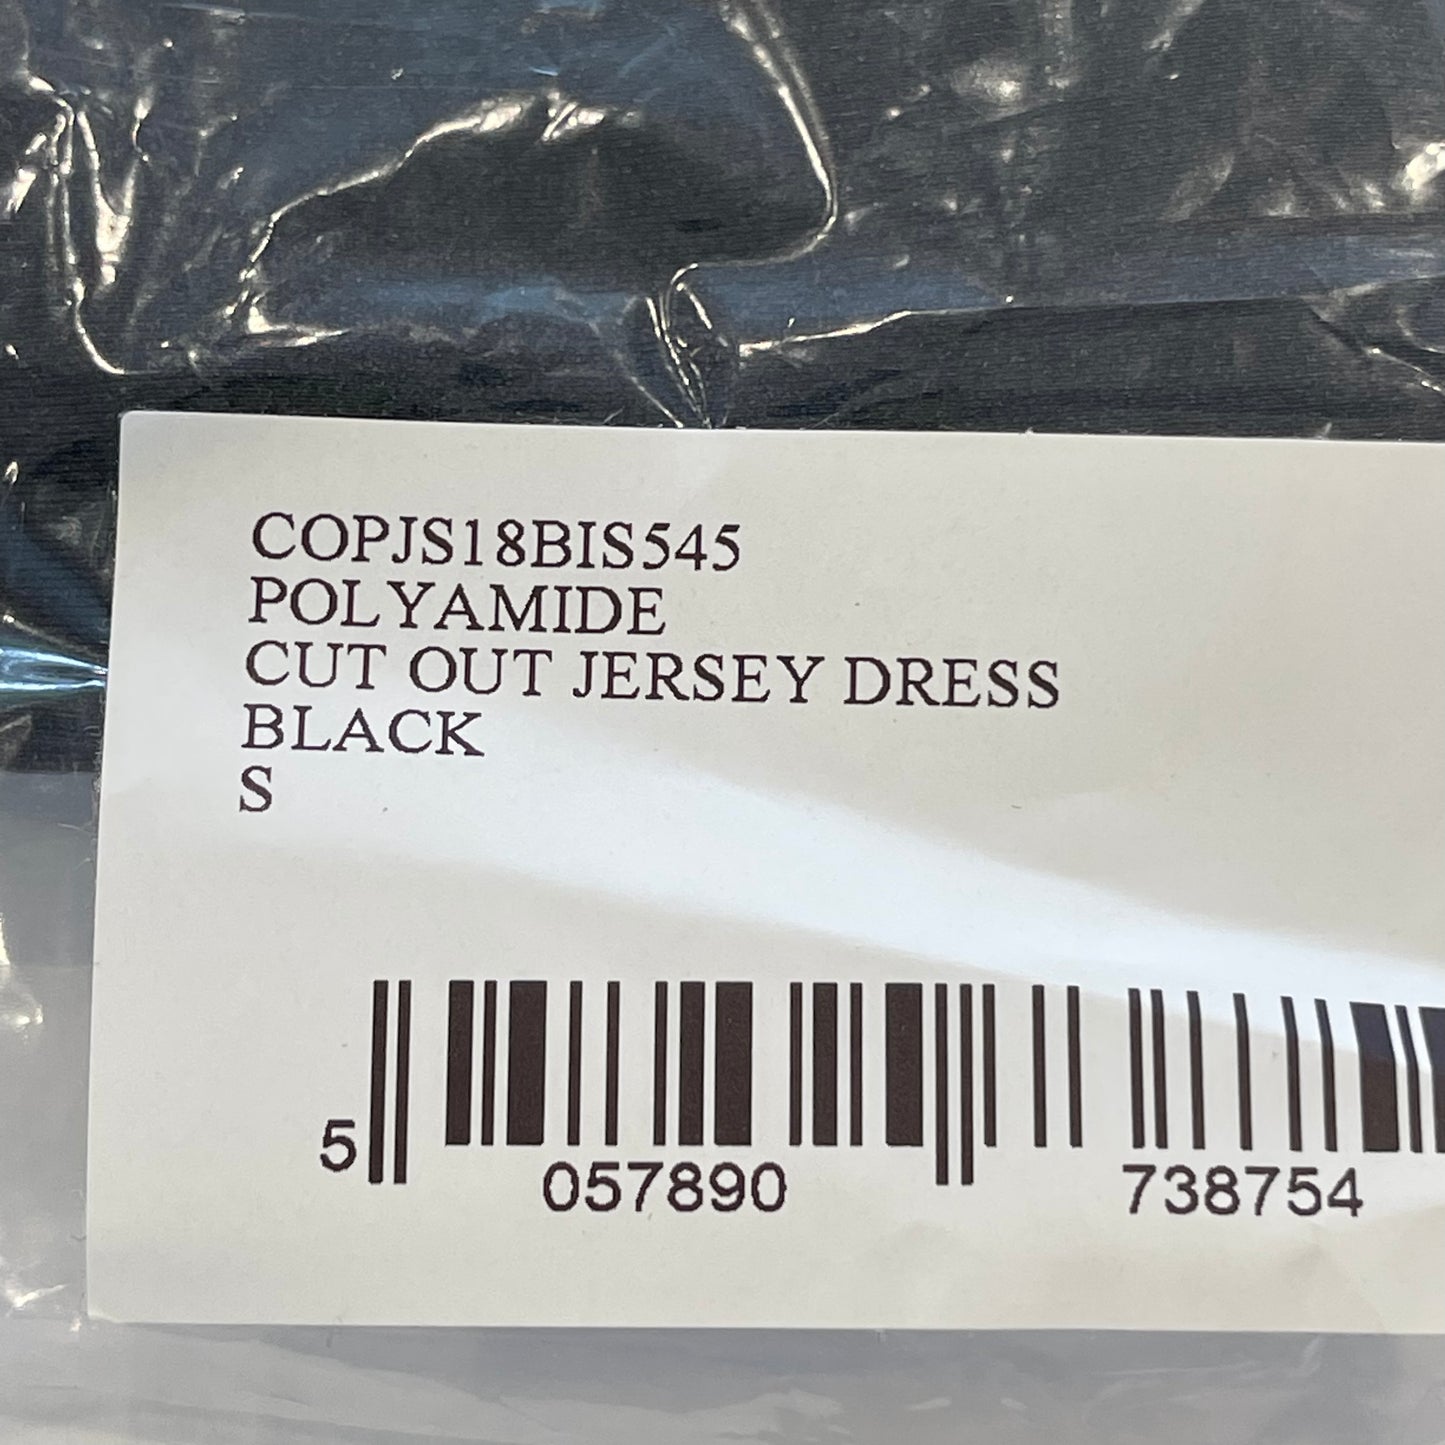 COPJS18BIS545
POLYAMIDE
CUT OUT JERSEY DRESS
BLACK
S
5 057890 738754